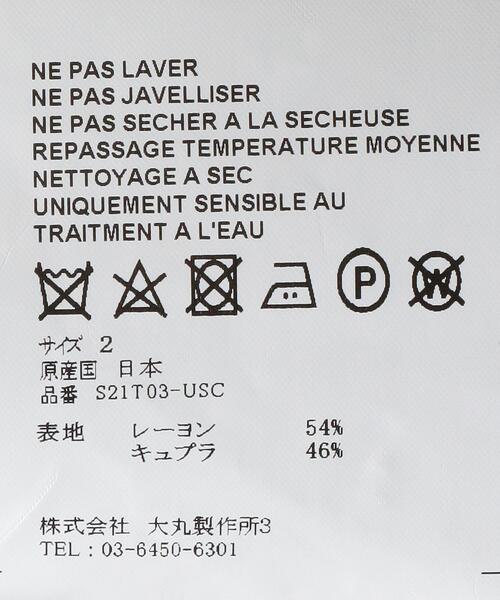 NE PAS LAVER
NE PAS JAVELLISER
NE PAS SECHER A LA SECHEUSE
REPASSAGE TEMPERATURE MOYENNE
NETTOYAGE A SEC
UNIQUEMENT SENSIBLE AU
TRAITMENT A L'EAU
P W
サイズ 2
原産国 日本
品番 S21T03-USC
表地 レーヨン 54%
キュプラ 46%
株式会社 大丸製作所3
TEL : 03-6450-6301